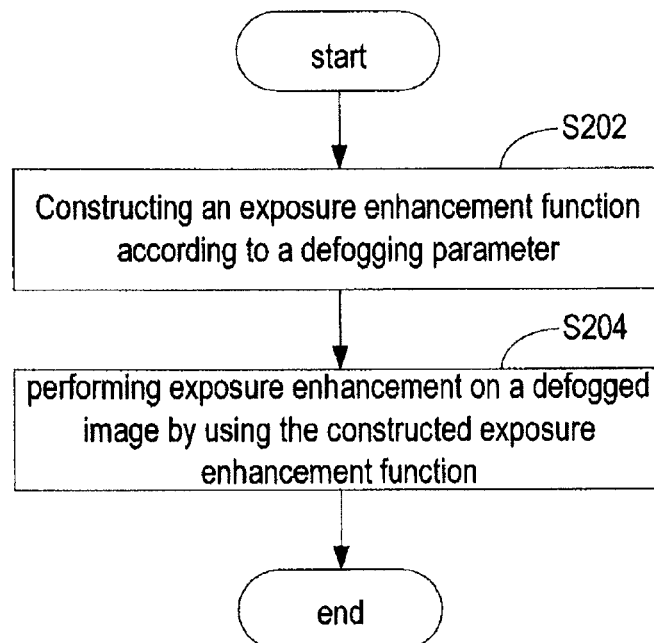 start
S202
Constructing an exposure enhancement function
according to a defogging parameter
S204
performing exposure enhancement on a defogged
image by using the constructed exposure
enhancement function
end